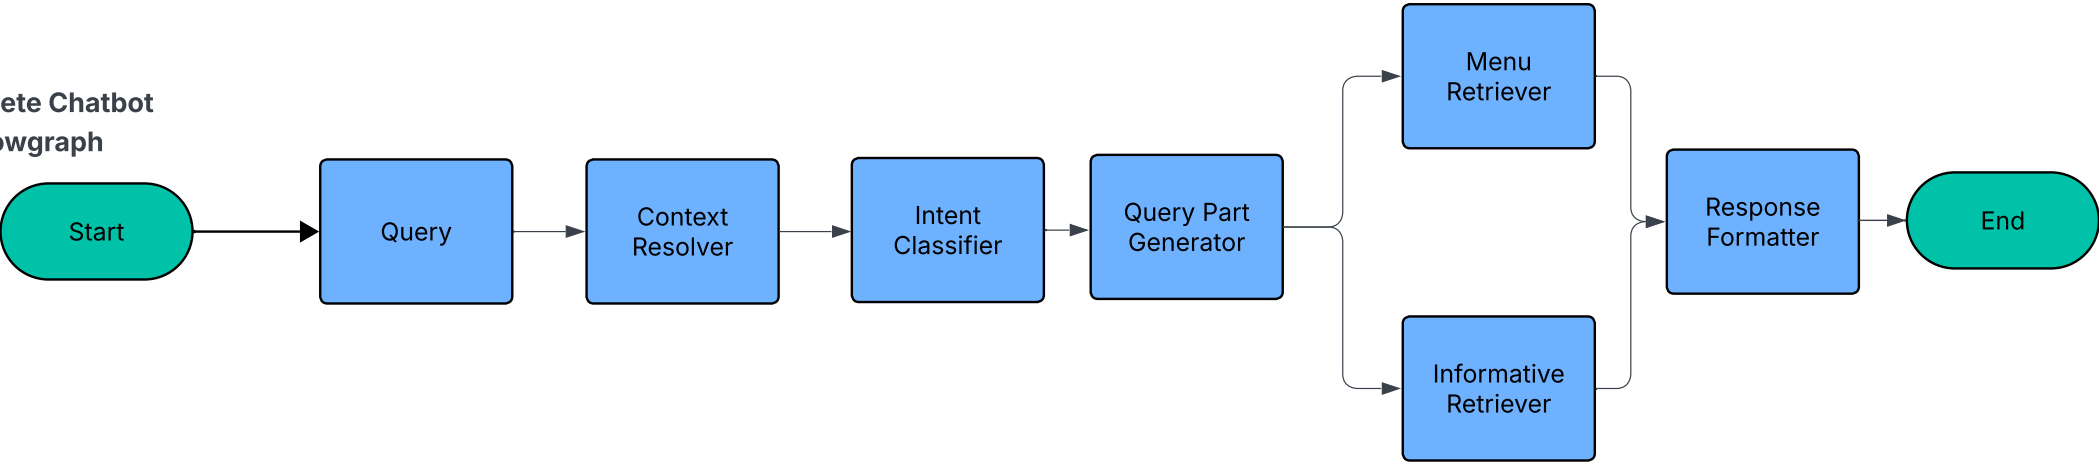 ete Chatbot
owgraph
Start
Query
Context
Resolver
Intent
Classifier
Query Part
Generator
Menu
Retriever
Informative
Retriever
Response
Formatter
End